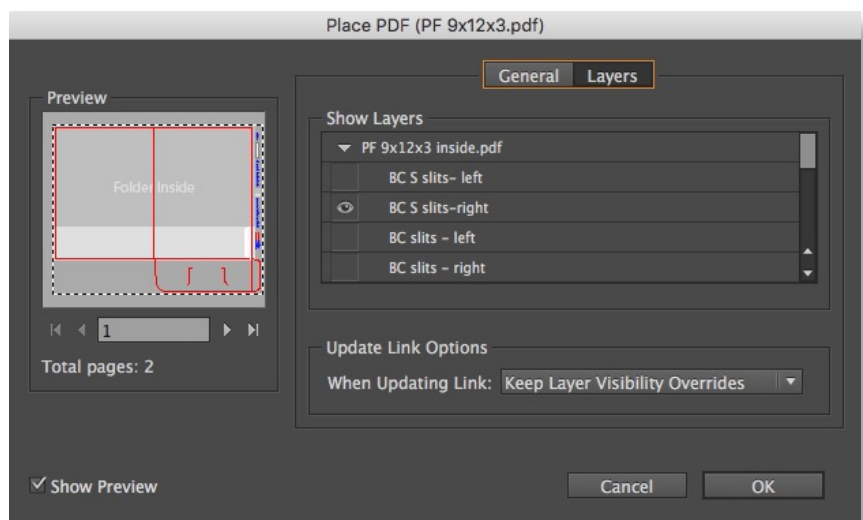 Place PDF (PF 9x12x3.pdf)
Preview
Folder Inside
1
Total pages: 2
Show Preview
General Layers
Show Layers
PF 9x12x3 inside.pdf
BC S slits- left
BC S slits-right
BC slits - left
BC slits - right
Update Link Options
When Updating Link: Keep Layer Visibility Overrides
Cancel OK